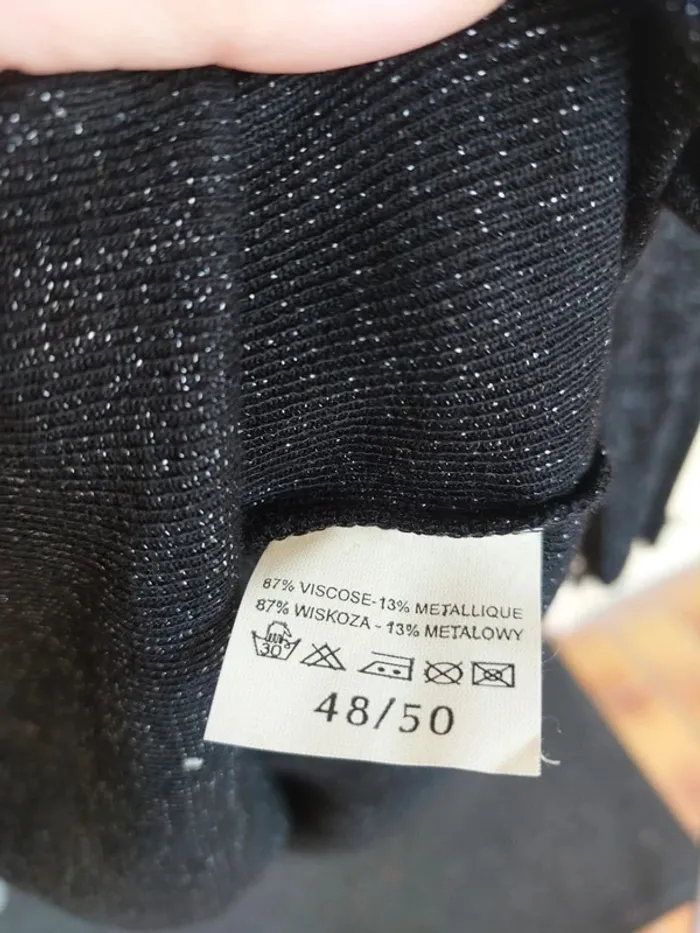 87% VISCOSE-13% METALLIQUE
87% WISKOZA - 13% METALOWY
30
48/50